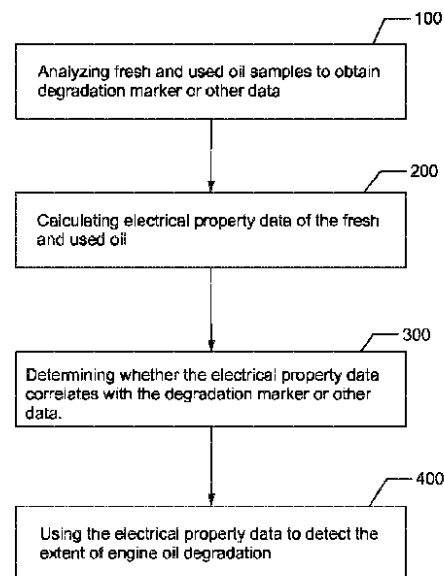 100
Analyzing fresh and used oil samples to obtain
degradation marker or other data
200
Calculating electrical property data of the fresh
and used oil
300
Determining whether the electrical property data
correlates with the degradation marker or other
data.
400
Using the electrical property data to detect the
extent of engine oil degradation